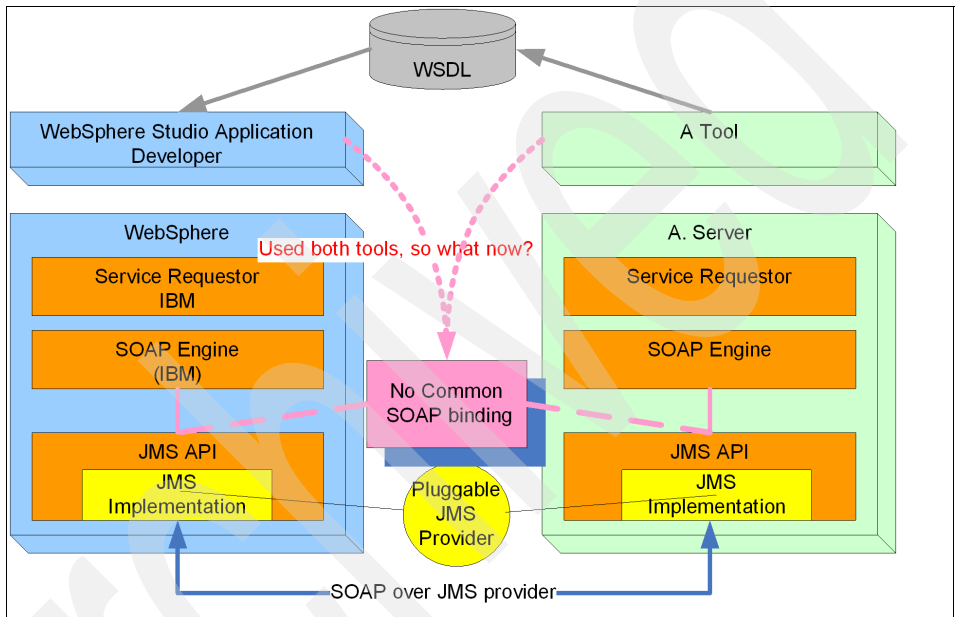 WSDL
WebSphere Studio Application
Developer
A Tool
WebSphere
A. Server
Used both tools, so what now?
Service Requestor
IBM
Service Requestor
SOAP Engine
(IBM)
SOAP Engine
No Common
SOAP binding
JMS API
JMS
Implementation
JMS API
JMS
Implementation
Pluggable
JMS
Provider
SOAP over JMS provider